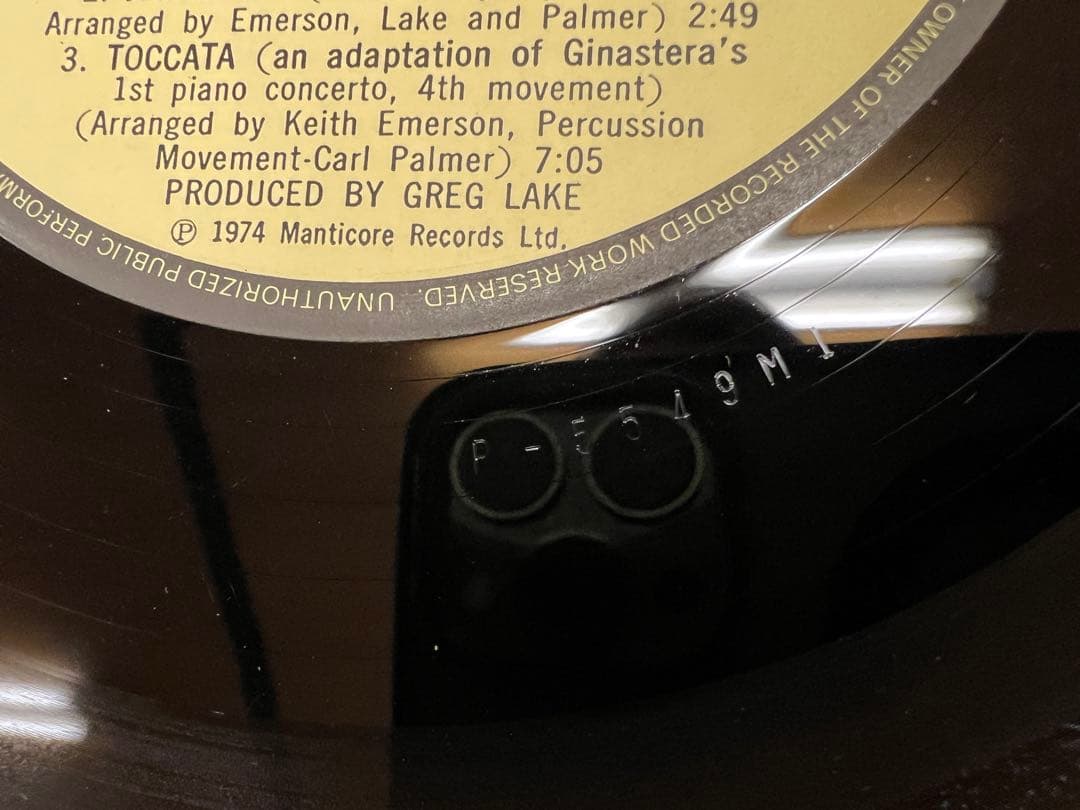 Arranged by Emerson, Lake and Palmer) 2:49
3. TOCCATA (an adaptation of Ginastera's
1st piano concerto, 4th movement)
(Arranged by Keith Emerson, Percussion
Movement-Carl Palmer) 7:05
PRODUCED BY GREG LAKE
Ⓟ 1974 Manticore Records Ltd.
OWNER OF THE RECORDED WORK RESERVED. UNAUTHORIZED PUBLIC
P-5549M1